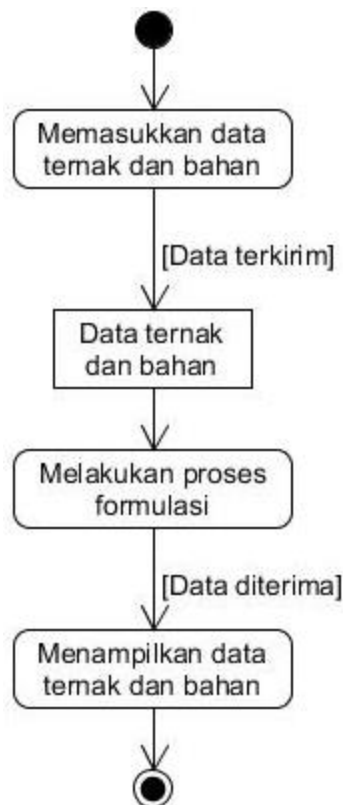 Memasukkan data
ternak dan bahan
[Data terkirim]
Data ternak
dan bahan
Melakukan proses
formulasi
[Data diterima]
Menampilkan data
ternak dan bahan